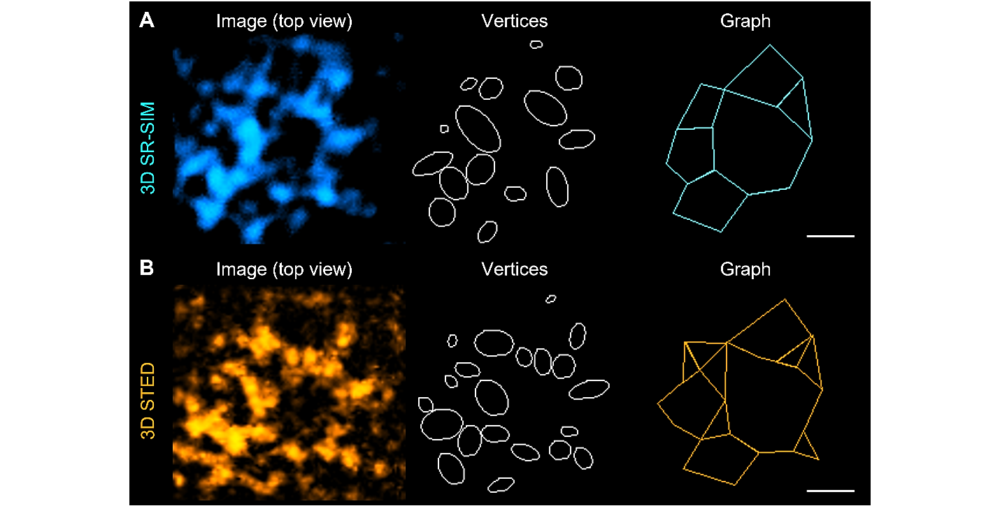 A
Image (top view)
Vertices
Graph
3D SR-SIM
B
Image (top view)
Vertices
Graph
3D STED